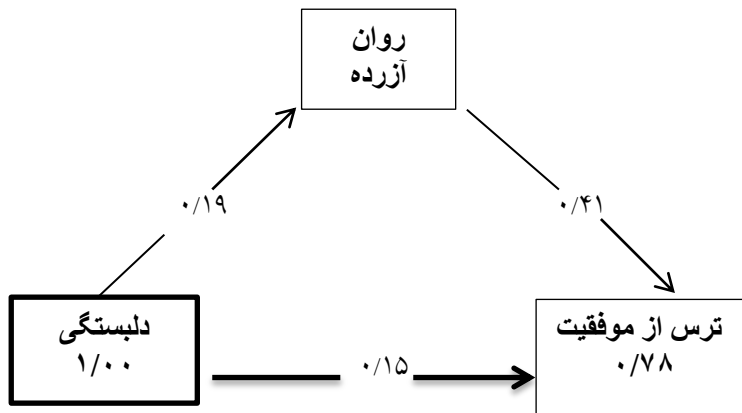 روان
آزرده
۰/۱۹
۰/۴۱
دلبستگی
۱/۰۰
۰/۱۵
ترس از موفقیت
۰/۷۸